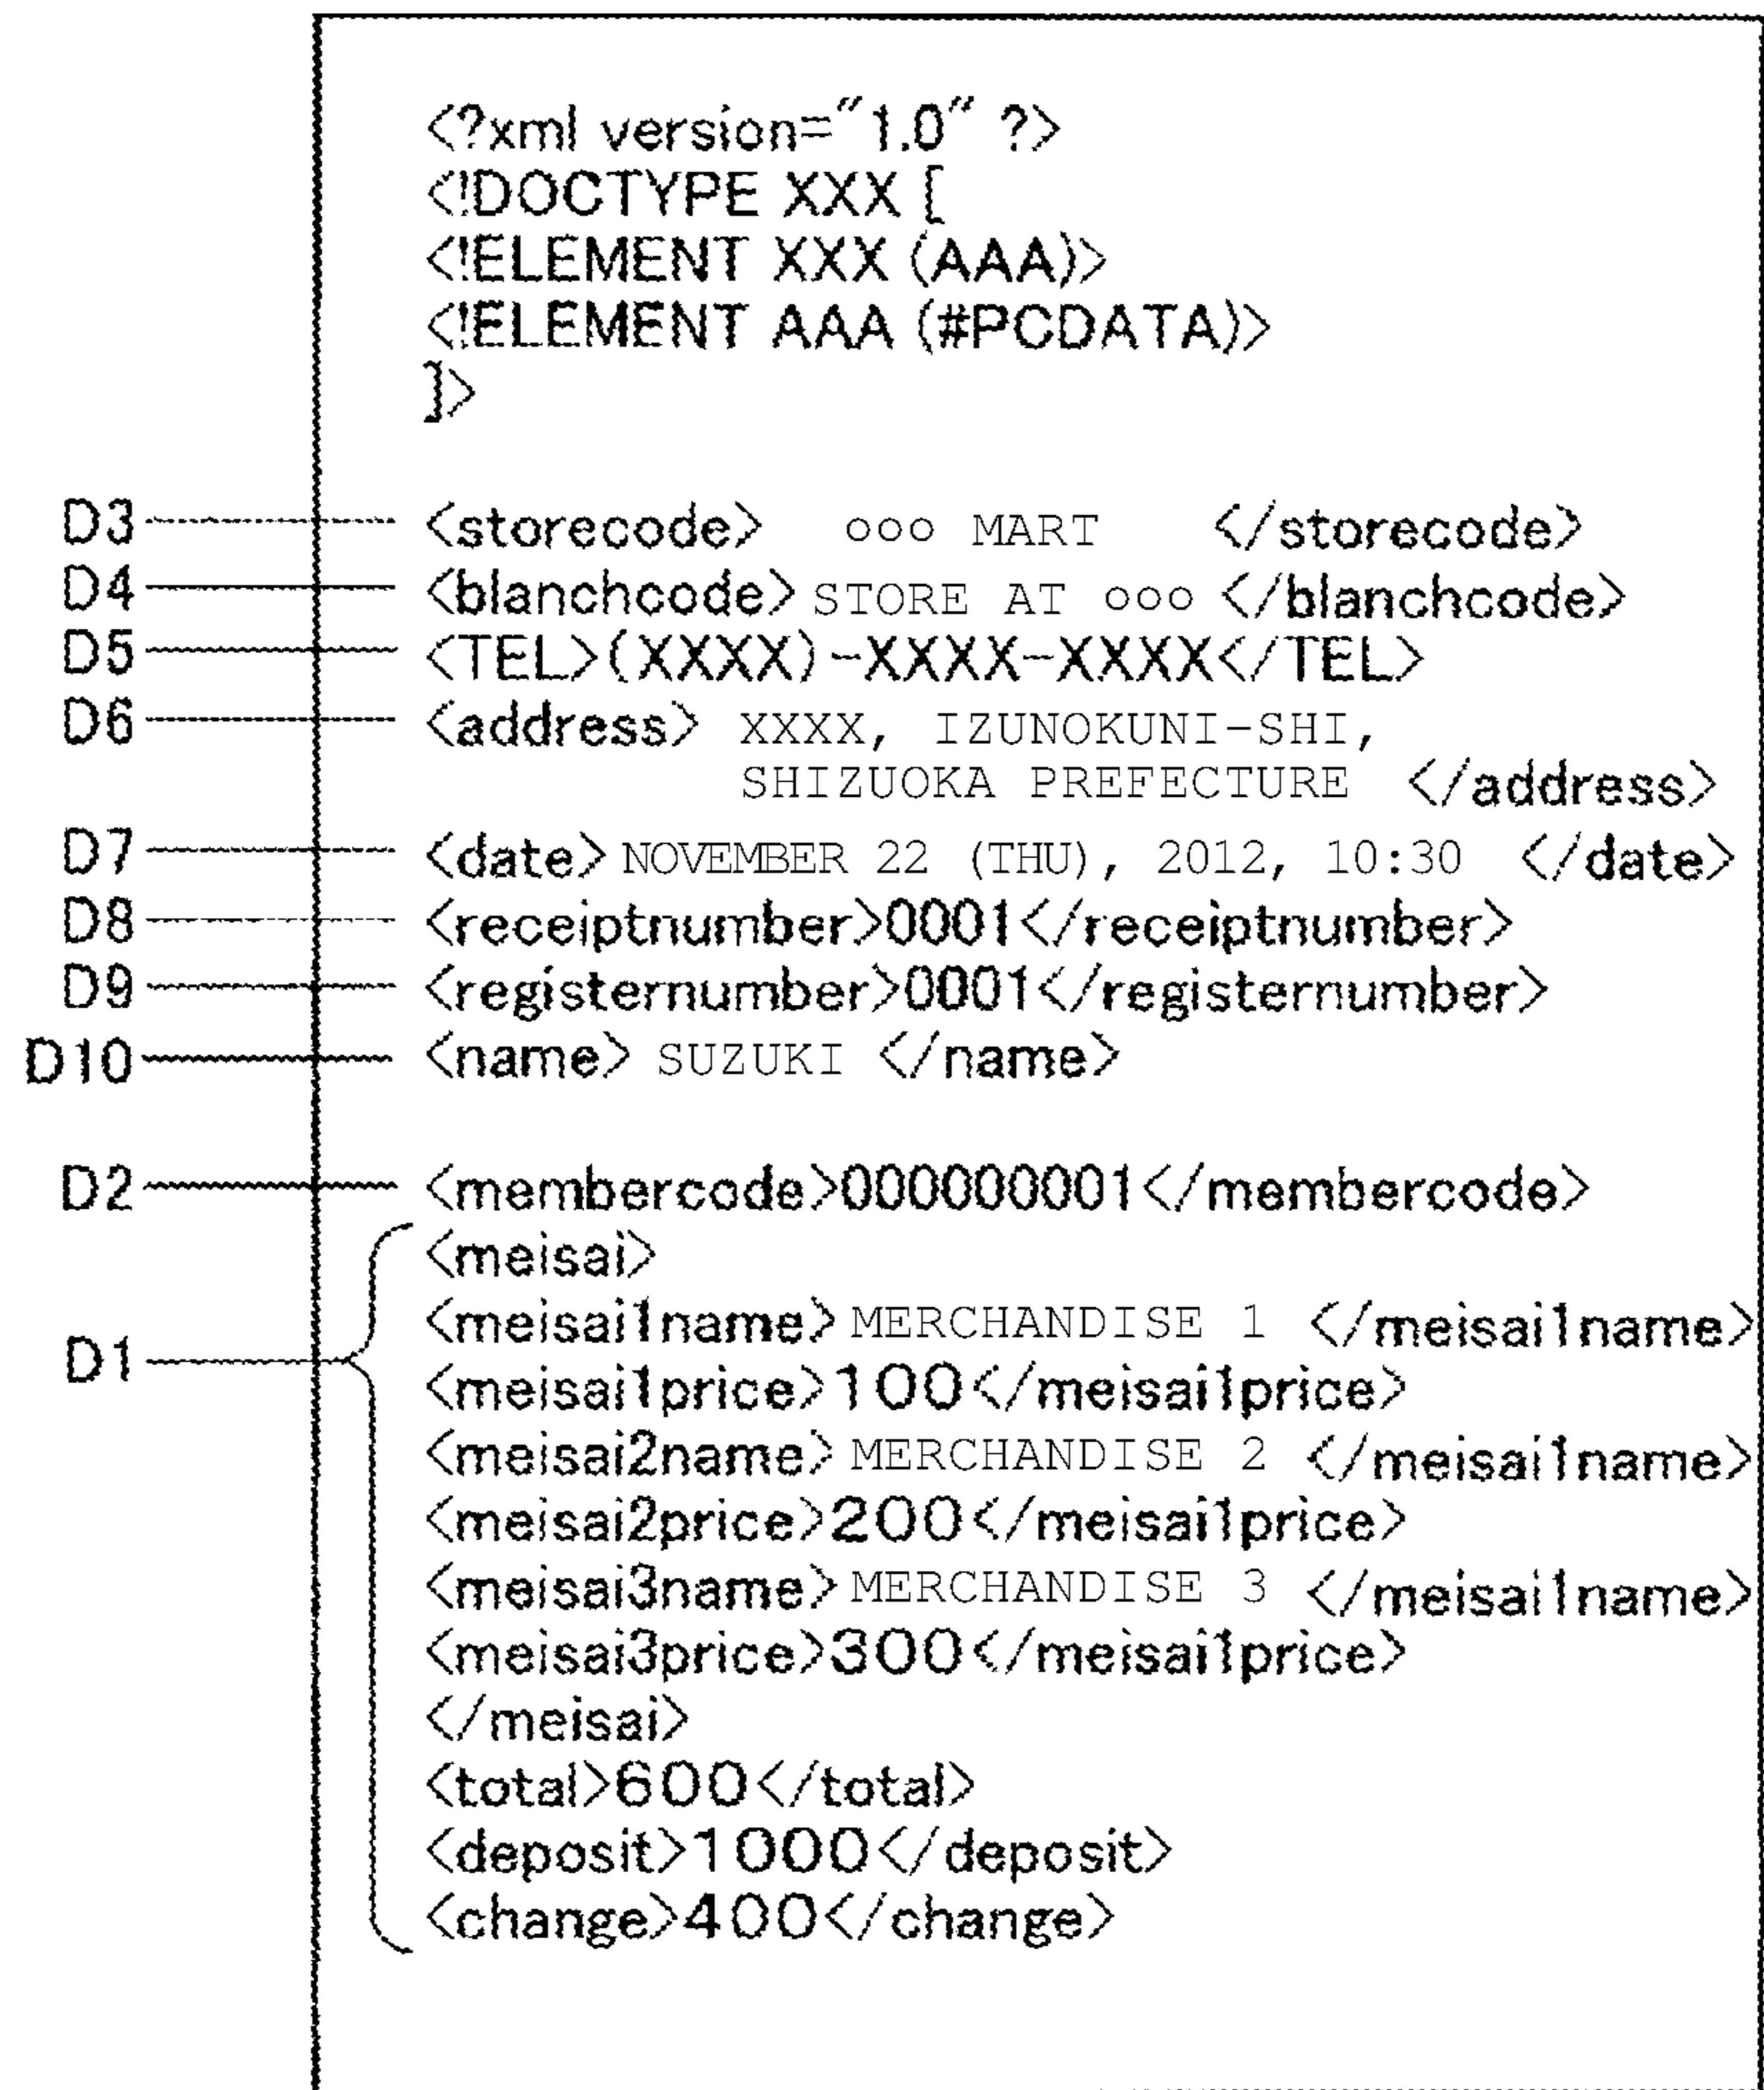 <?xml version="1.0" ?>
<!DOCTYPE XXX [
<!ELEMENT XXX (AAA)>
<!ELEMENT AAA (#PCDATA)>
]>
D3 <storecode> ooo MART </storecode>
D4 <blanchcode> STORE AT ooo </blanchcode>
D5 <TEL>(XXXX)-XXXX-XXXX</TEL>
D6 <address> XXXX, IZUNOKUNI-SHI,
SHIZUOKA PREFECTURE </address>
D7 <date> NOVEMBER 22 (THU), 2012, 10:30 </date>
D8 <receiptnumber>0001</receiptnumber>
D9 <registernumber>0001</registernumber>
D10 <name> SUZUKI </name>
D2 <membercode>000000001</membercode>
<meisai>
<meisai1name> MERCHANDISE 1 </meisai1name>
D1 <meisai1price>100</meisai1price>
<meisai2name> MERCHANDISE 2 </meisai1name>
<meisai2price>200</meisai1price>
<meisai3name> MERCHANDISE 3 </meisai1name>
<meisai3price>300</meisai1price>
</meisai>
<total>600</total>
<deposit>1000</deposit>
<change>400</change>